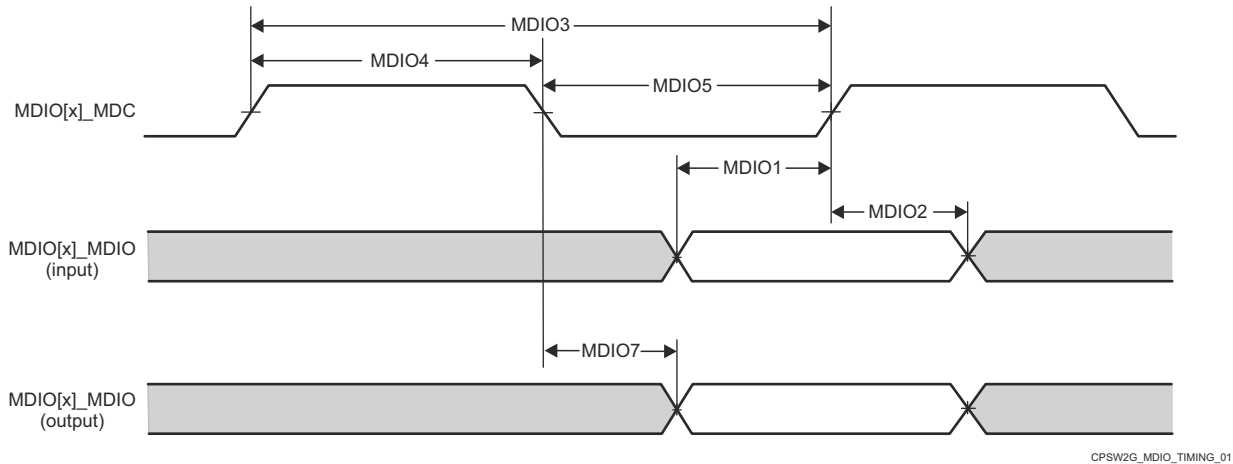 MDIO3
MDIO4
MDIO5
MDIO[x]_MDC
MDIO1
MDIO2
MDIO[x]_MDIO
(input)
MDIO7
MDIO[x]_MDIO
(output)
CPSW2G_MDIO_TIMING_01